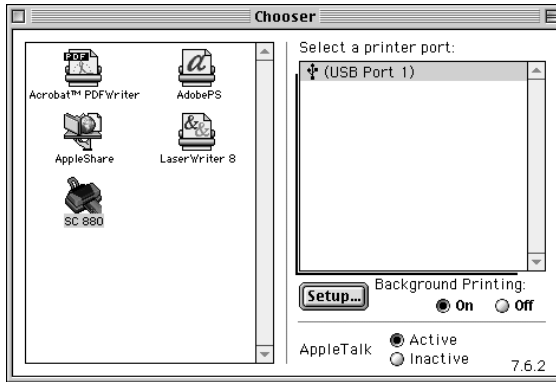 Chooser
PDF
Acrobat™ PDFWriter
a
AdobePS
AppleShare
&&
LaserWriter 8
SC 880
Select a printer port:
(USB Port 1)
Setup...
Background Printing:
On Off
AppleTalk
Active
Inactive
7.6.2